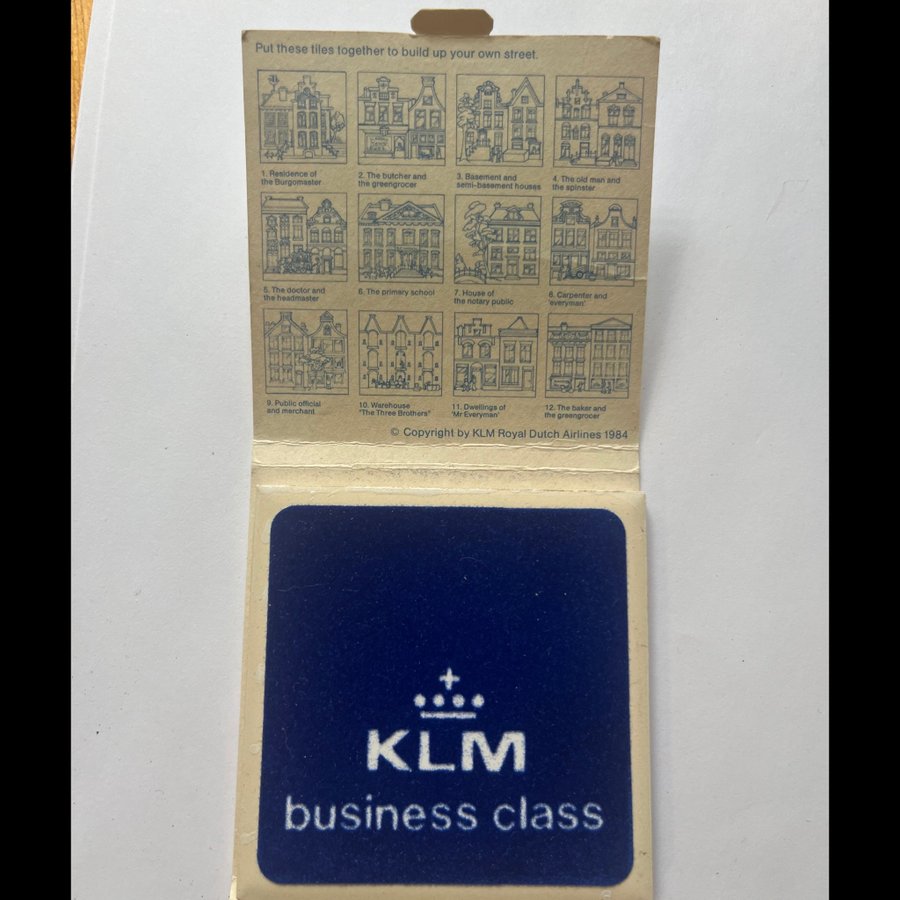 Put these tiles together to build up your own street.
1. Residence of
the Burgomaster
2. The butcher and
the greengrocer
3. Basement and
semi-basement houses
4. The old man and
the spinster
5. The doctor and
the headmaster
6. The primary school
7. House of
the notary public
8. Carpenter and
'everyman'
9. Public official
and merchant
10. Warehouse
"The Three Brothers"
11. Dwellings of
'Mr Everyman'
12. The baker and
the greengrocer
© Copyright by KLM Royal Dutch Airlines 1984
KLM
business class